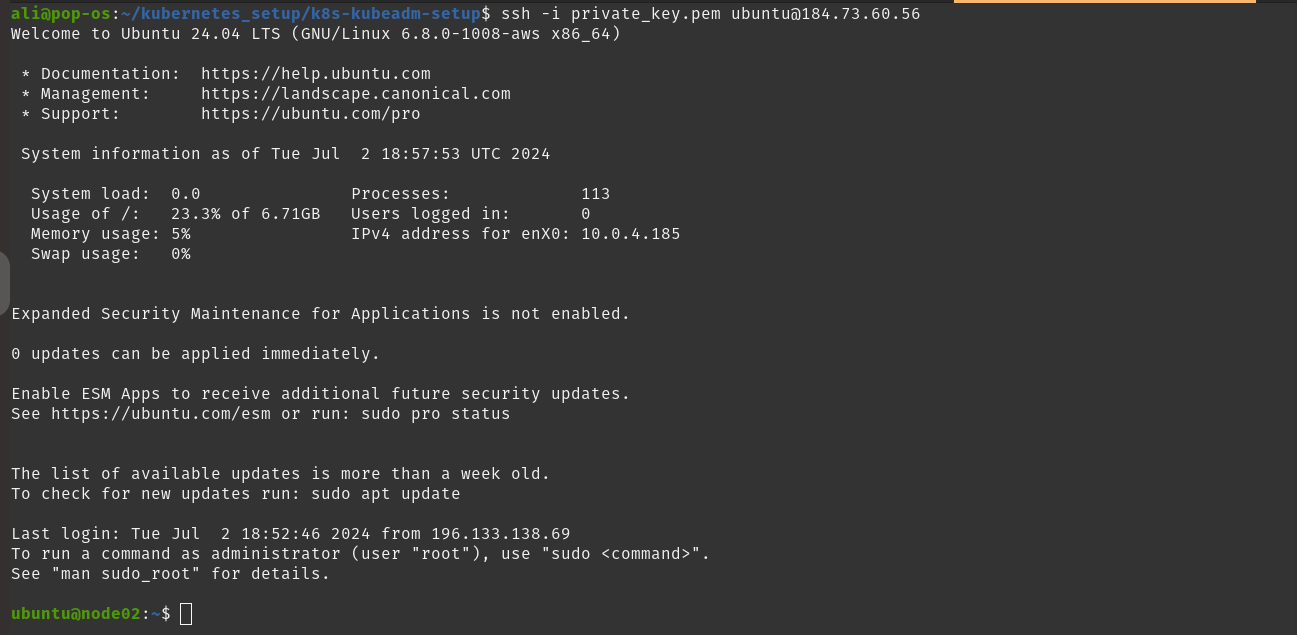 ali@pop-os:~/kubernetes_setup/k8s-kubeadm-setup$ ssh -i private_key.pem ubuntu@184.73.60.56
Welcome to Ubuntu 24.04 LTS (GNU/Linux 6.8.0-1008-aws x86_64)

 * Documentation:  https://help.ubuntu.com
 * Management:     https://landscape.canonical.com
 * Support:        https://ubuntu.com/pro

 System information as of Tue Jul  2 18:57:53 UTC 2024

  System load:  0.0               Processes:             113
  Usage of /:   23.3% of 6.71GB   Users logged in:       0
  Memory usage: 5%                IPv4 address for enX0: 10.0.4.185
  Swap usage:   0%


Expanded Security Maintenance for Applications is not enabled.

0 updates can be applied immediately.

Enable ESM Apps to receive additional future security updates.
See https://ubuntu.com/esm or run: sudo pro status


The list of available updates is more than a week old.
To check for new updates run: sudo apt update

Last login: Tue Jul  2 18:52:46 2024 from 196.133.138.69
To run a command as administrator (user "root"), use "sudo <command>".
See "man sudo_root" for details.

ubuntu@node02:~$